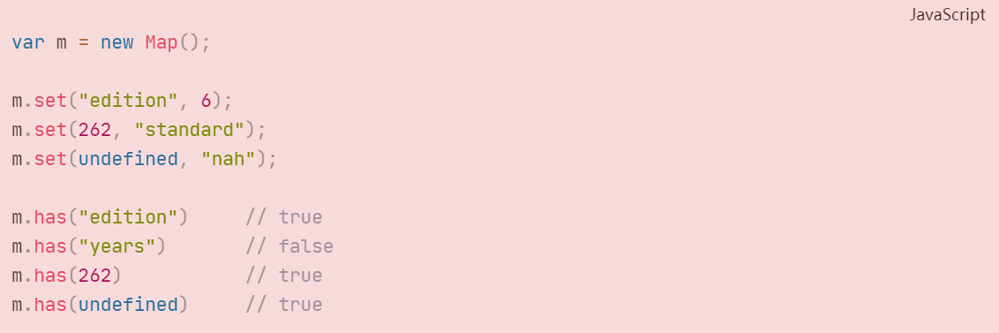 JavaScript
var m = new Map();
m.set("edition", 6);
m.set(262, "standard");
m.set(undefined, "nah");
m.has("edition")     // true
m.has("years")       // false
m.has(262)           // true
m.has(undefined)     // true